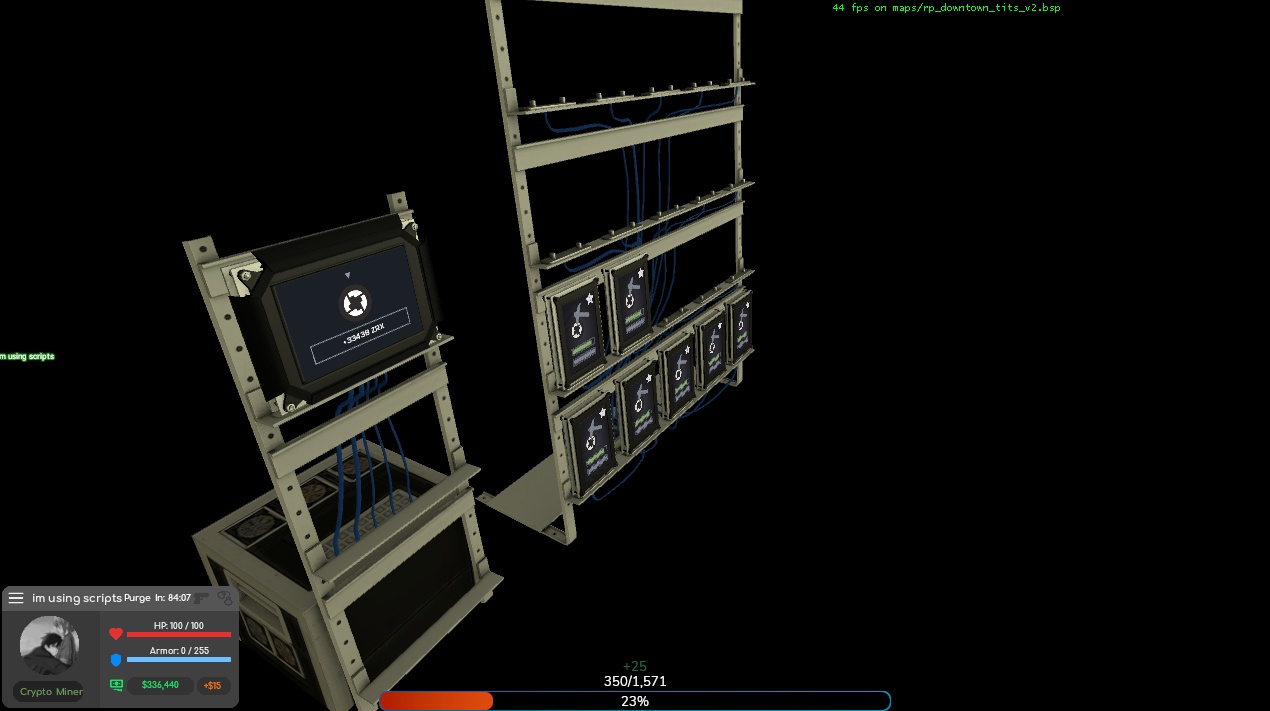 44 fps on maps/rp_downtown_tits_v2.bsp
+33438 ZRX
m using scripts
im using scripts Purge In: 84:07
HP: 100 / 100
Armor: 0 / 255
Crypto Miner
$336,440
+$15
+25
350/1,571
23%